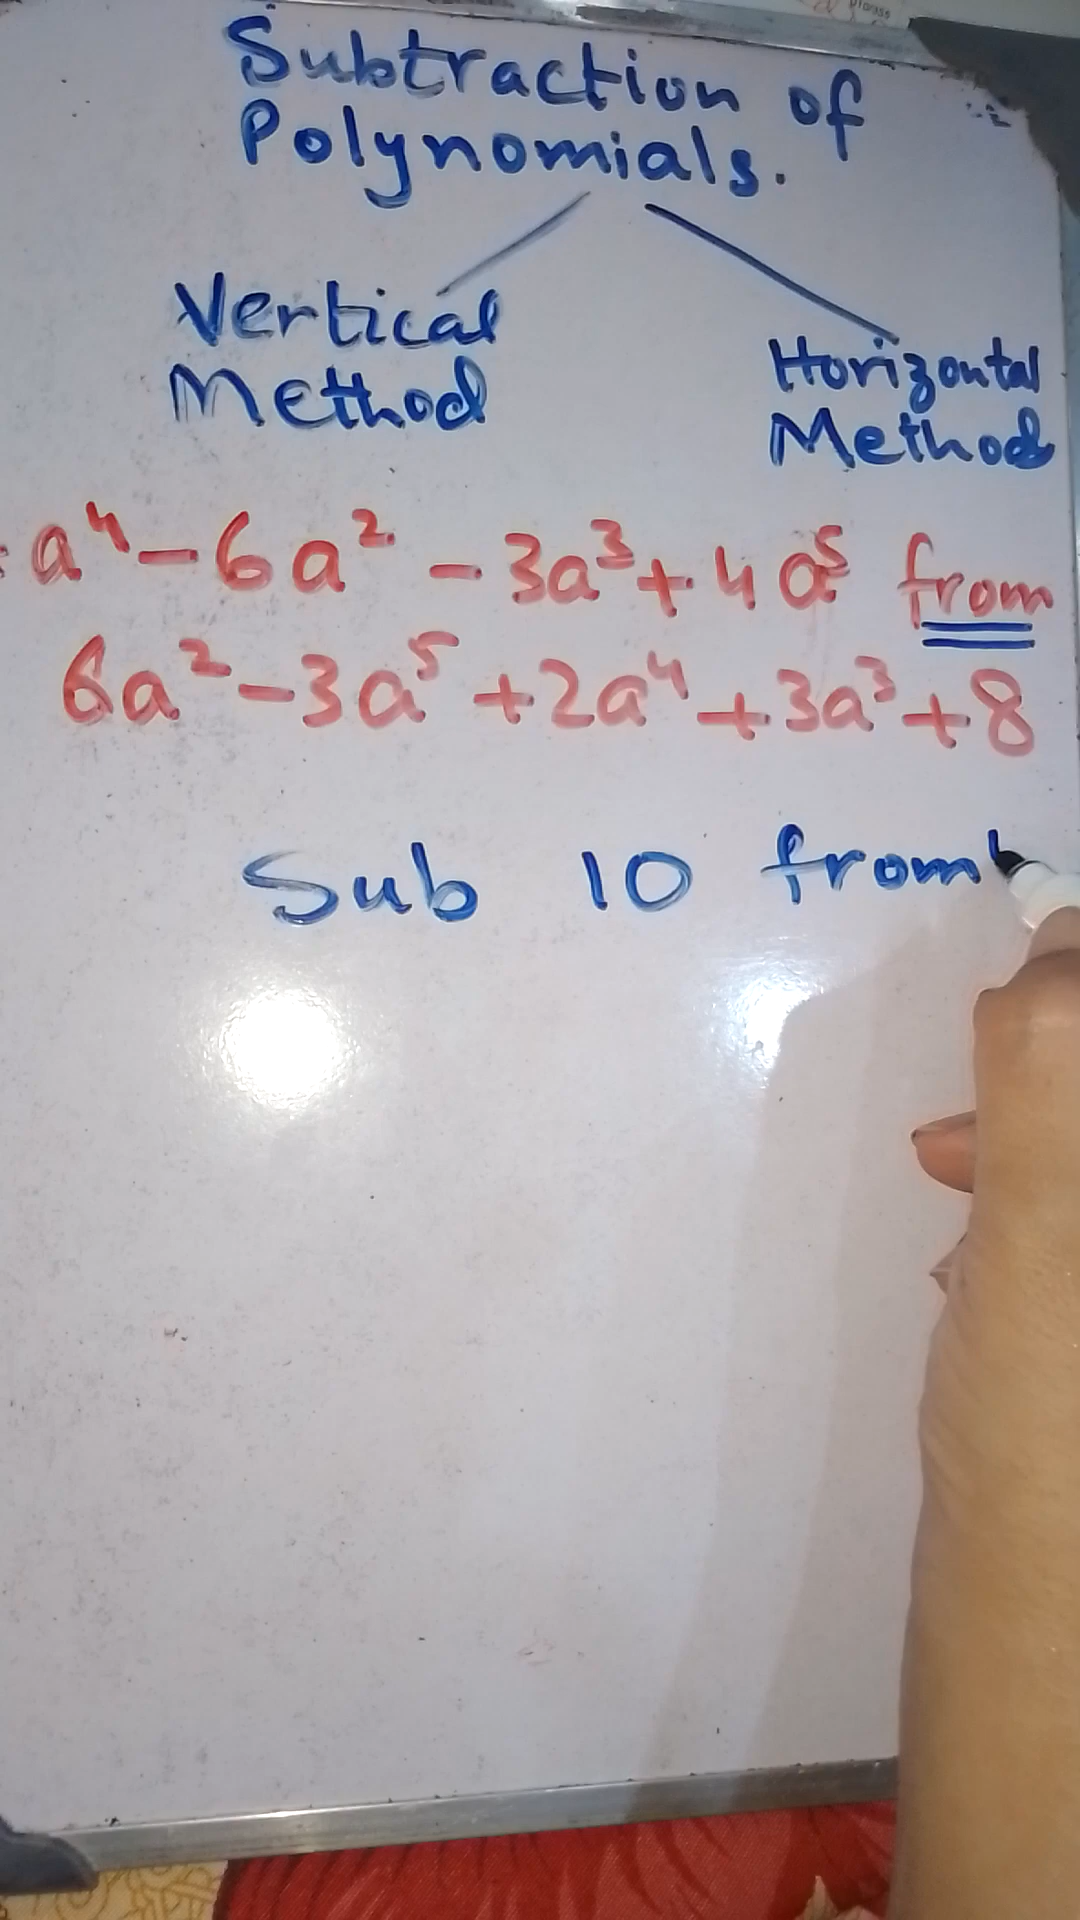 Subtraction of
Polynomials.
Vertical
Method
Horizontal
Method
a⁴ - 6a² - 3a³ + 4a⁵ from
6a² - 3a⁵ + 2a⁴ + 3a³ + 8
Sub 10 from